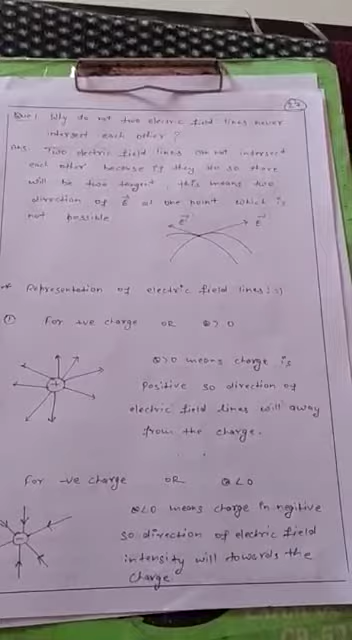 Que: Why do not two electric field lines never
intersect each other?
Ans: Two electric field lines can not intersect
each other because if they do so there
will be two tangent, this means two
direction of E⃗ at one point which is
not possible.
E⃗ E⃗
* Representation of electric field lines:-)
① For +ve charge OR Q > 0
+
Q>0 means charge is
Positive so direction of
electric field lines will away
from the charge.
For -ve charge OR Q < 0
-
Q<0 means charge in negitive
so direction of electric field
intensity will towards the
charge